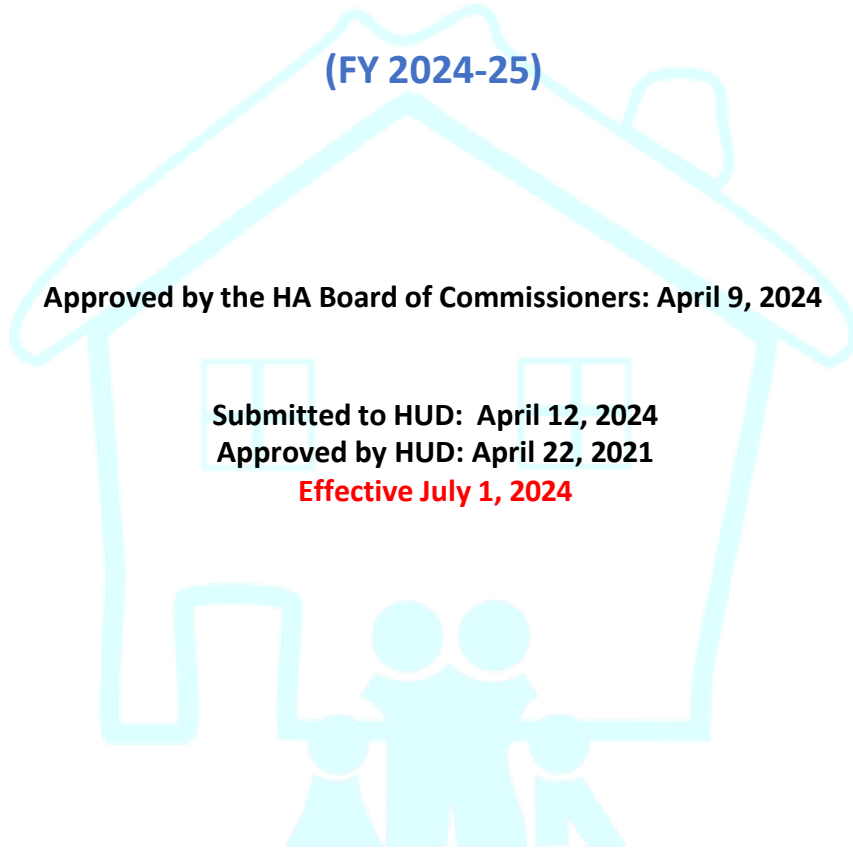 (FY 2024-25)
Approved by the HA Board of Commissioners: April 9, 2024
Submitted to HUD: April 12, 2024
Approved by HUD: April 22, 2021
Effective July 1, 2024